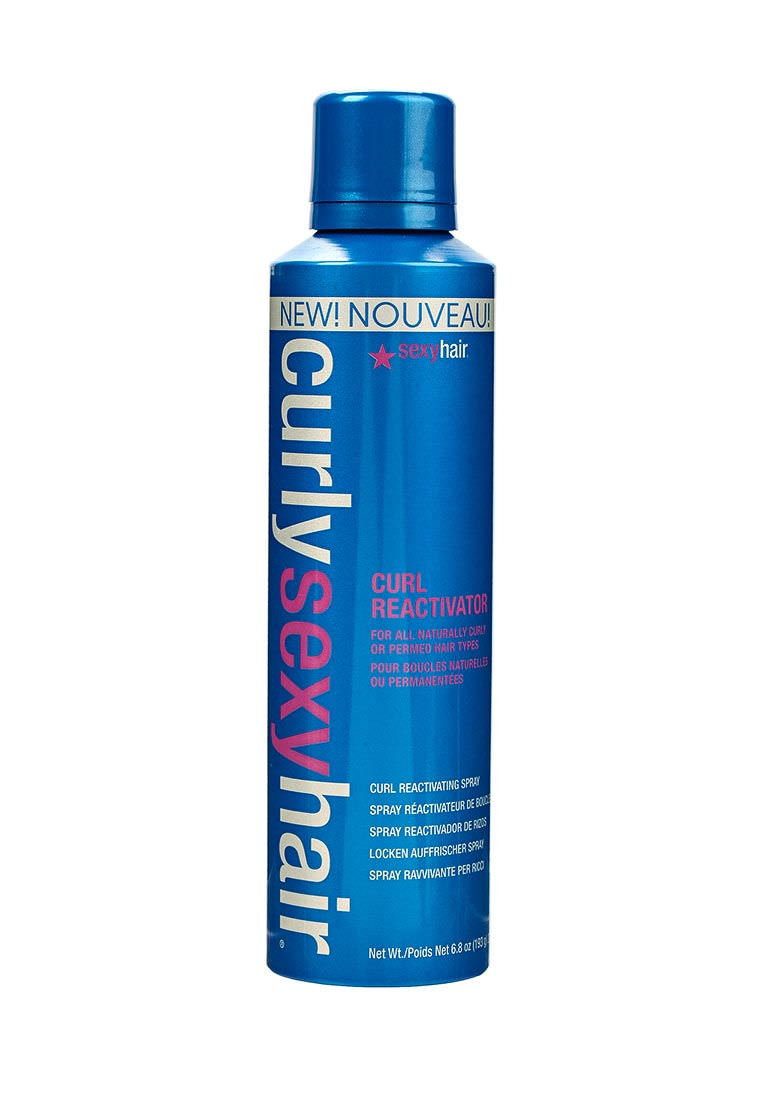 NEW! NOUVEAU!
sexyhair
curlysexyhair®
CURL
REACTIVATOR
FOR ALL NATURALLY CURLY
OR PERMED HAIR TYPES
POUR BOUCLES NATURELLES
OU PERMANENTÉES
CURL REACTIVATING SPRAY
SPRAY RÉACTIVATEUR DE BOUCLE
SPRAY REACTIVADOR DE RIZOS
LOCKEN AUFFRISCHER SPRAY
SPRAY RAVVIVANTE PER RICCI
Net Wt./Poids Net 6.8 oz (193 g